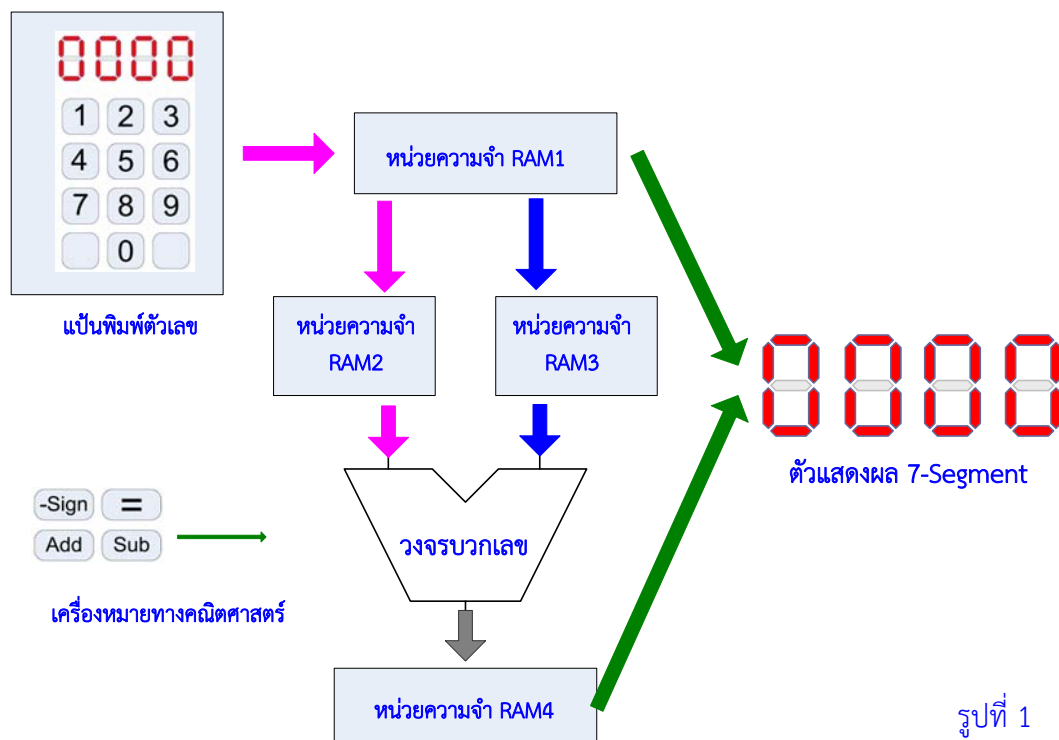 0000
1 2 3
4 5 6
7 8 9
0
แป้นพิมพ์ตัวเลข
หน่วยความจำ RAM1
หน่วยความจำ
RAM2
หน่วยความจำ
RAM3
0000
ตัวแสดงผล 7-Segment
-Sign =
Add Sub
เครื่องหมายทางคณิตศาสตร์
วงจรบวกเลข
หน่วยความจำ RAM4
รูปที่ 1